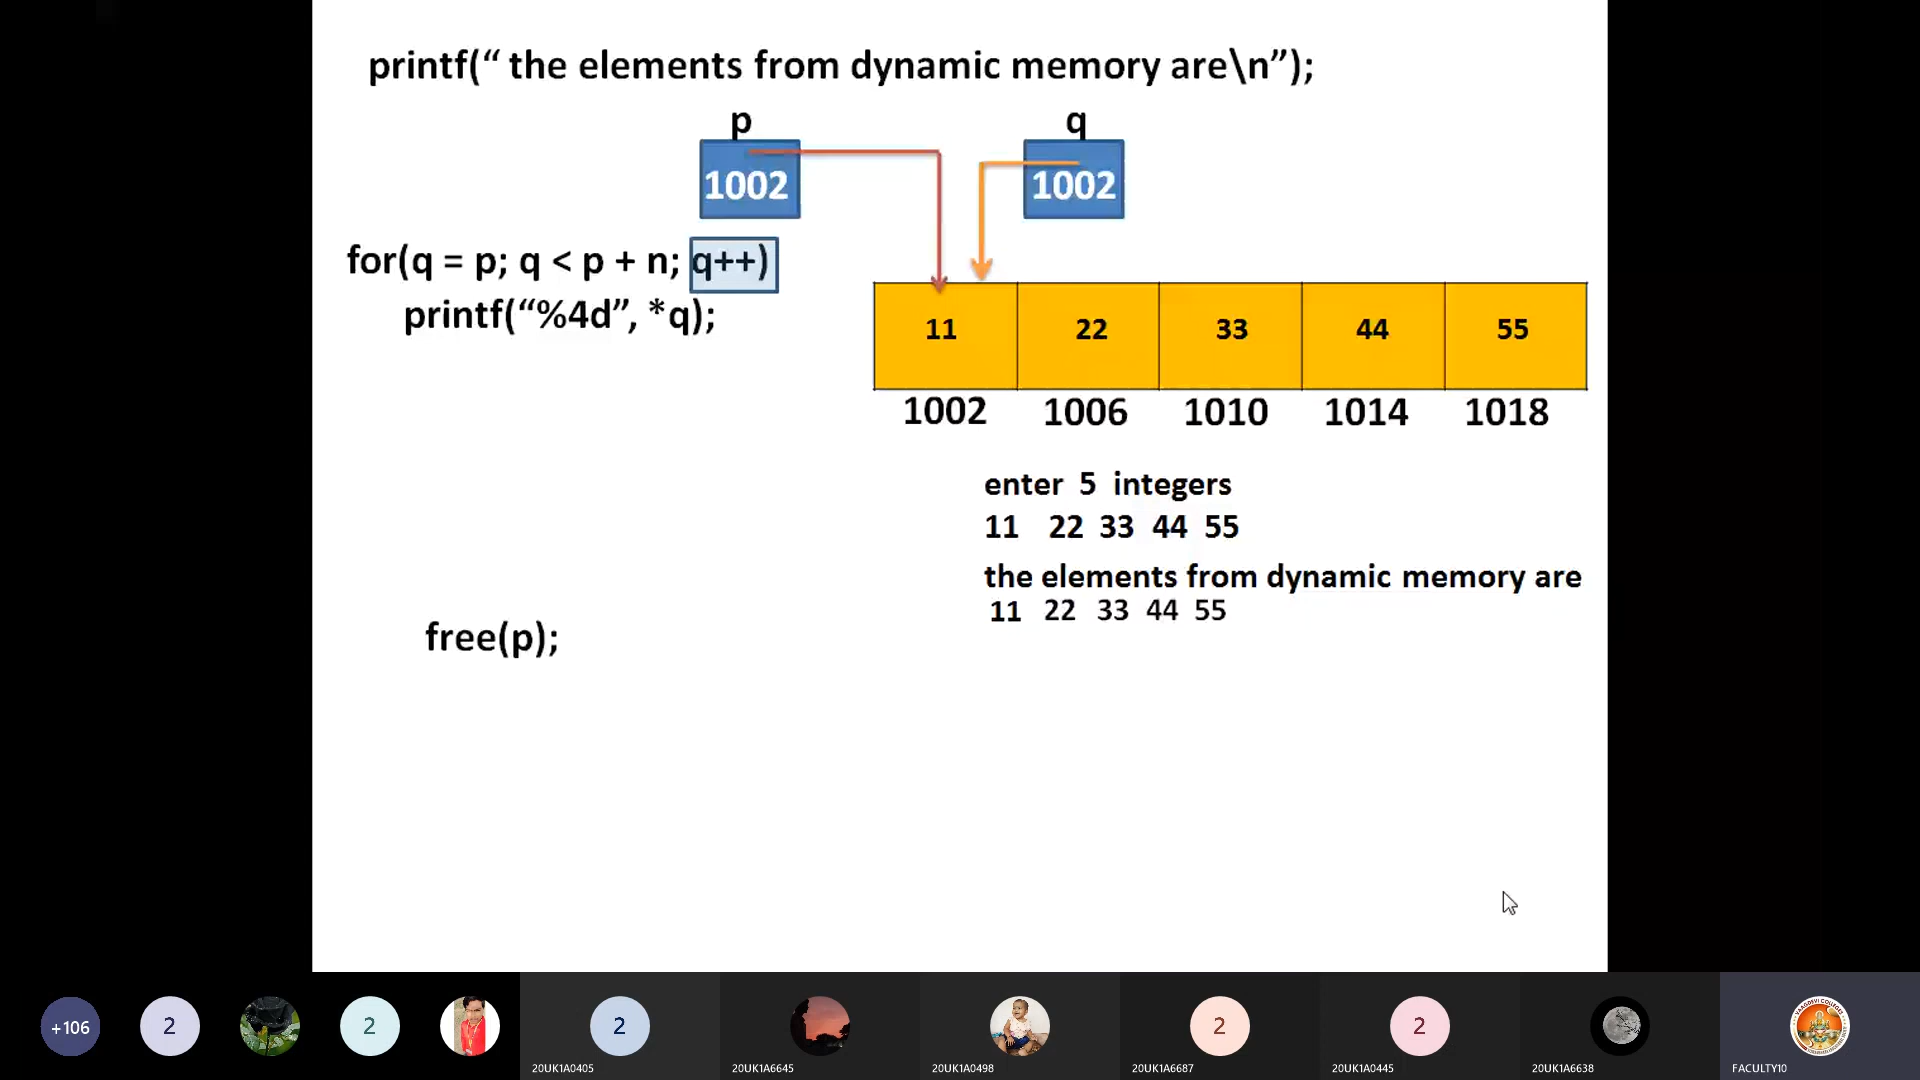 printf(“ the elements from dynamic memory are\n”);
p
q
1002
1002
for(q = p; q < p + n; q++)
printf(“%4d”, *q);
11 22 33 44 55
1002 1006 1010 1014 1018
enter 5 integers
11 22 33 44 55
the elements from dynamic memory are
11 22 33 44 55
free(p);
+106
2
2
2
2
2
20UK1A0405
20UK1A6645
20UK1A0498
20UK1A6687
20UK1A0445
20UK1A6638
FACULTY10